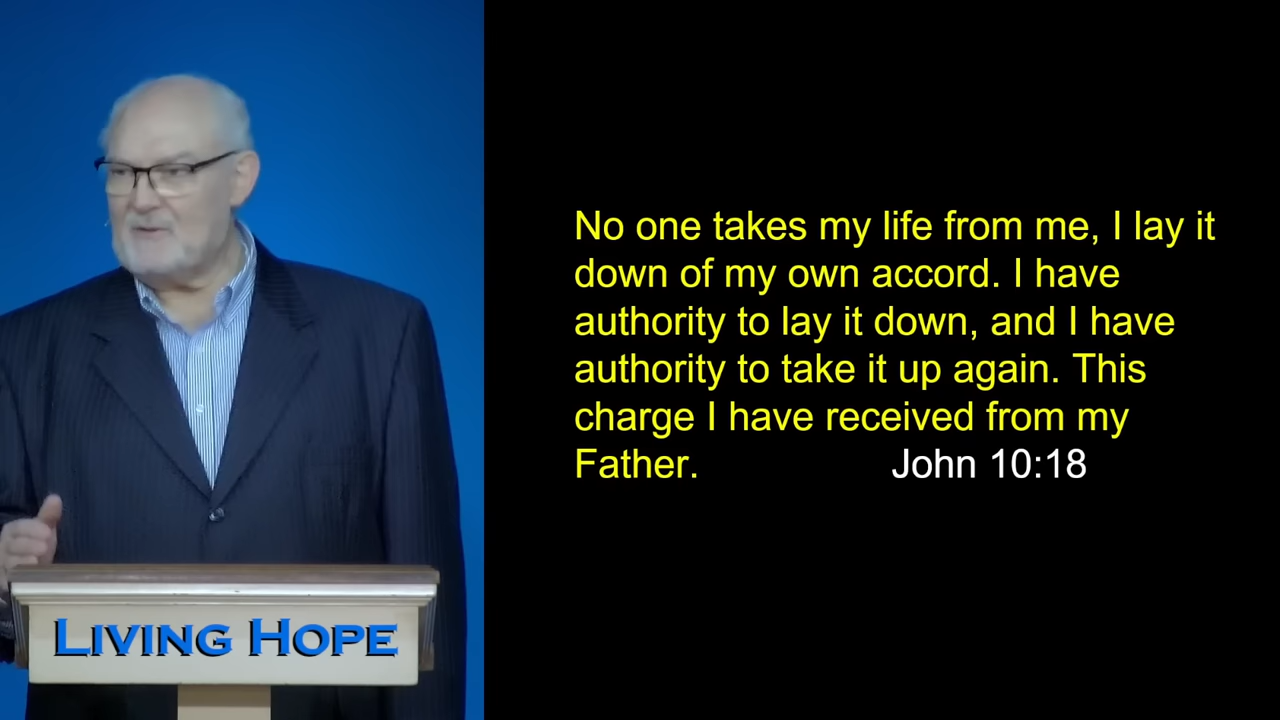 No one takes my life from me, I lay it
down of my own accord. I have
authority to lay it down, and I have
authority to take it up again. This
charge I have received from my
Father. John 10:18
LIVING HOPE